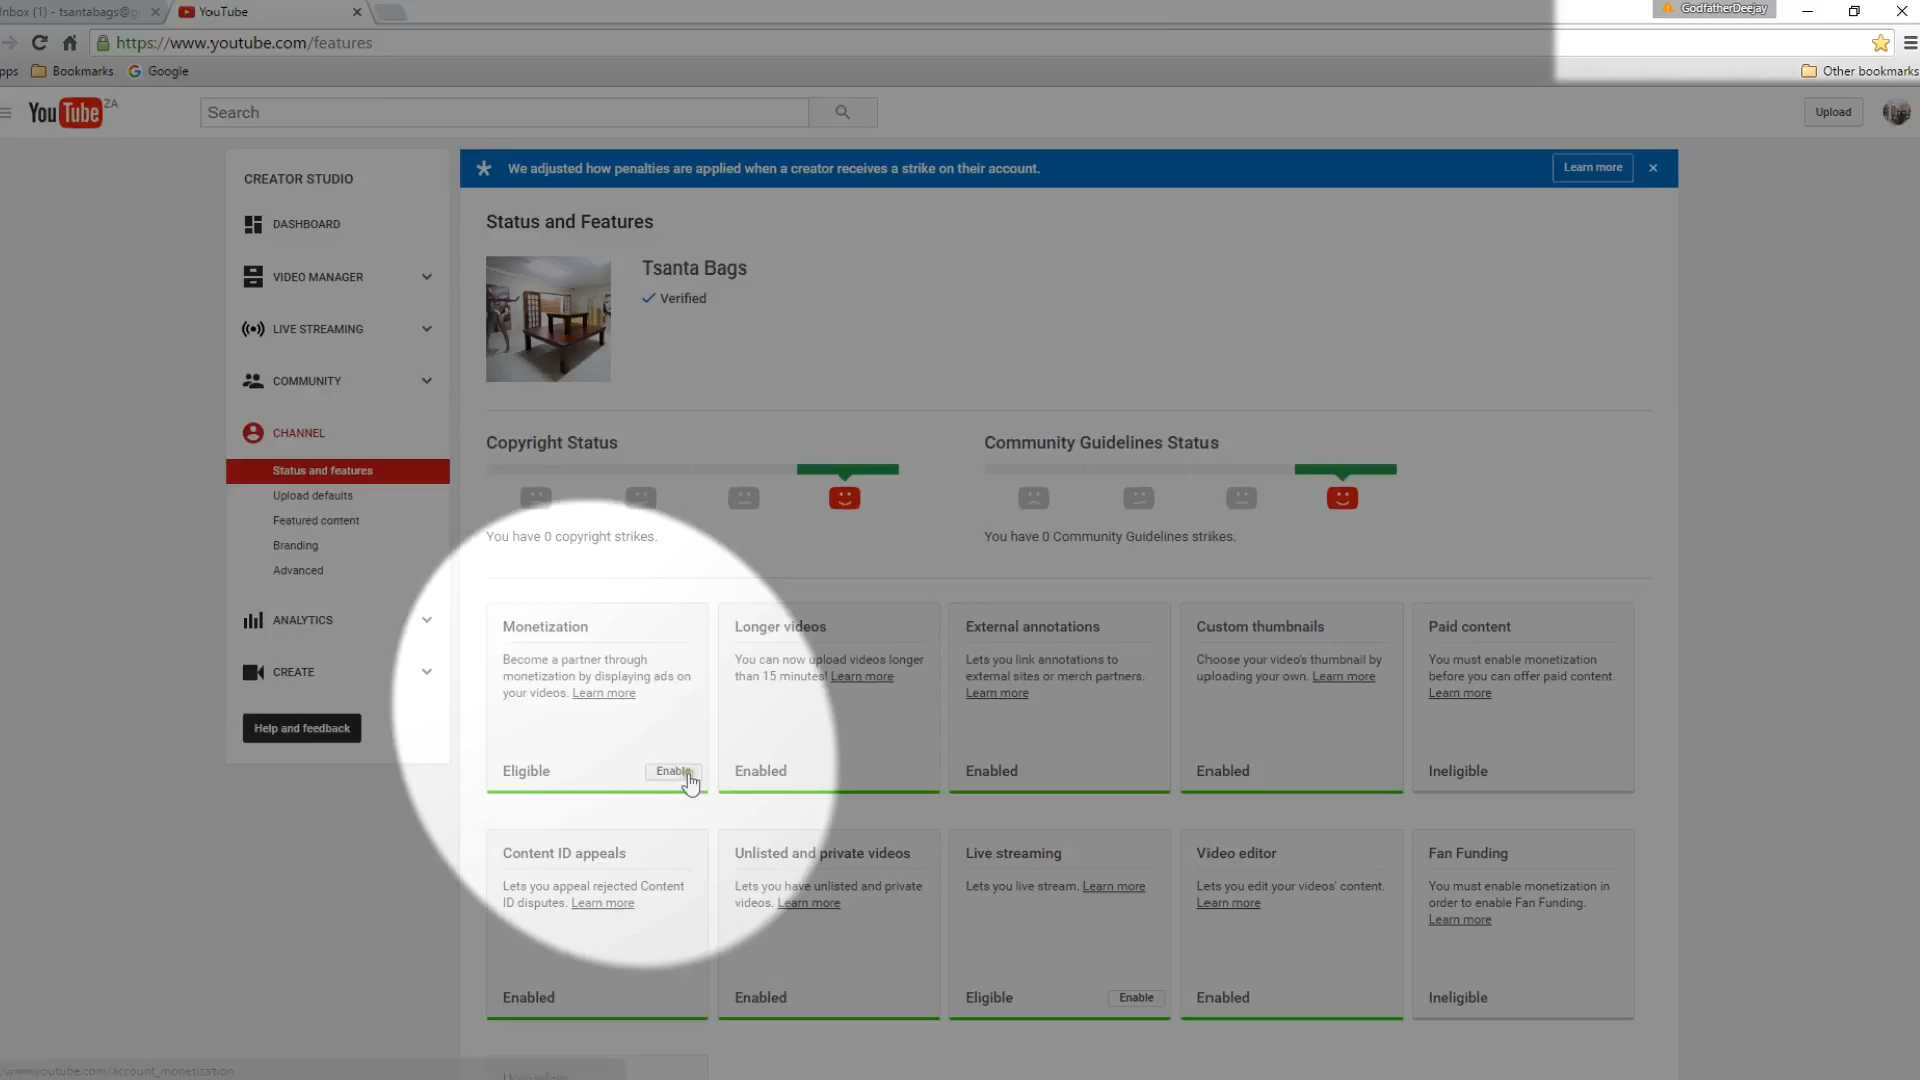 Inbox (1) - tsantabags@g
YouTube
GodfatherDeejay
https://www.youtube.com/features
Bookmarks
Google
Other bookmarks
YouTube ZA
Search
Upload
CREATOR STUDIO
DASHBOARD
VIDEO MANAGER
LIVE STREAMING
COMMUNITY
CHANNEL
Status and features
Upload defaults
Featured content
Branding
Advanced
ANALYTICS
CREATE
Help and feedback
We adjusted how penalties are applied when a creator receives a strike on their account.
Learn more
Status and Features
Tsanta Bags
Verified
Copyright Status
You have 0 copyright strikes.
Community Guidelines Status
You have 0 Community Guidelines strikes.
Monetization
Become a partner through
monetization by displaying ads on
your videos. Learn more
Eligible
Enable
Longer videos
You can now upload videos longer
than 15 minutes! Learn more
Enabled
External annotations
Lets you link annotations to
external sites or merch partners.
Learn more
Enabled
Custom thumbnails
Choose your video's thumbnail by
uploading your own. Learn more
Enabled
Paid content
You must enable monetization
before you can offer paid content.
Learn more
Ineligible
Content ID appeals
Lets you appeal rejected Content
ID disputes. Learn more
Enabled
Unlisted and private videos
Lets you have unlisted and private
videos. Learn more
Enabled
Live streaming
Lets you live stream. Learn more
Eligible
Enable
Video editor
Lets you edit your videos' content.
Learn more
Enabled
Fan Funding
You must enable monetization in
order to enable Fan Funding.
Learn more
Ineligible
/www.youtube.com/account_monetization